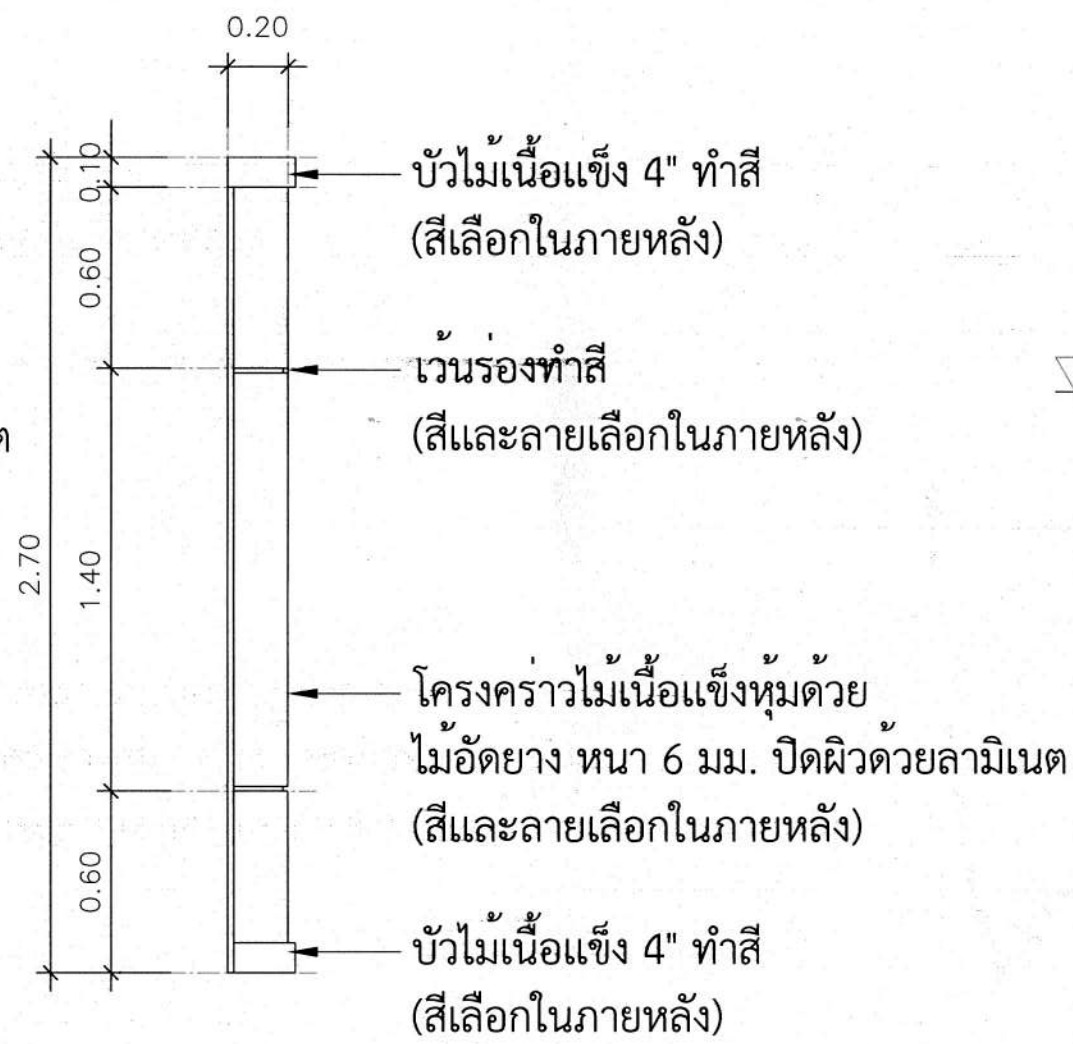 0.20
0.10
บัวไม้เนื้อแข็ง 4" ทำสี
(สีเลือกในภายหลัง)
0.60
เว้นร่องทำสี
(สีและลายเลือกในภายหลัง)
ต
2.70
1.40
โครงคร่าวไม้เนื้อแข็งหุ้มด้วย
ไม้อัดยาง หนา 6 มม. ปิดผิวด้วยลามิเนต
(สีและลายเลือกในภายหลัง)
0.60
บัวไม้เนื้อแข็ง 4" ทำสี
(สีเลือกในภายหลัง)